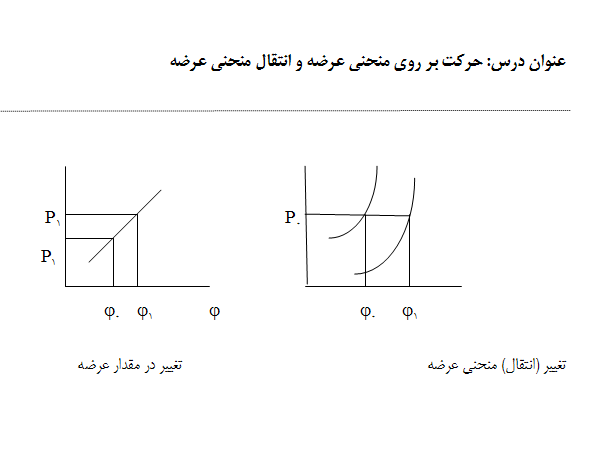 عنوان درس: حرکت بر روی منحنی عرضه و انتقال منحنی عرضه
P۱
P۱
φ۰ φ۱ φ
تغییر در مقدار عرضه
P۰
φ۰ φ۱
تغییر (انتقال) منحنی عرضه